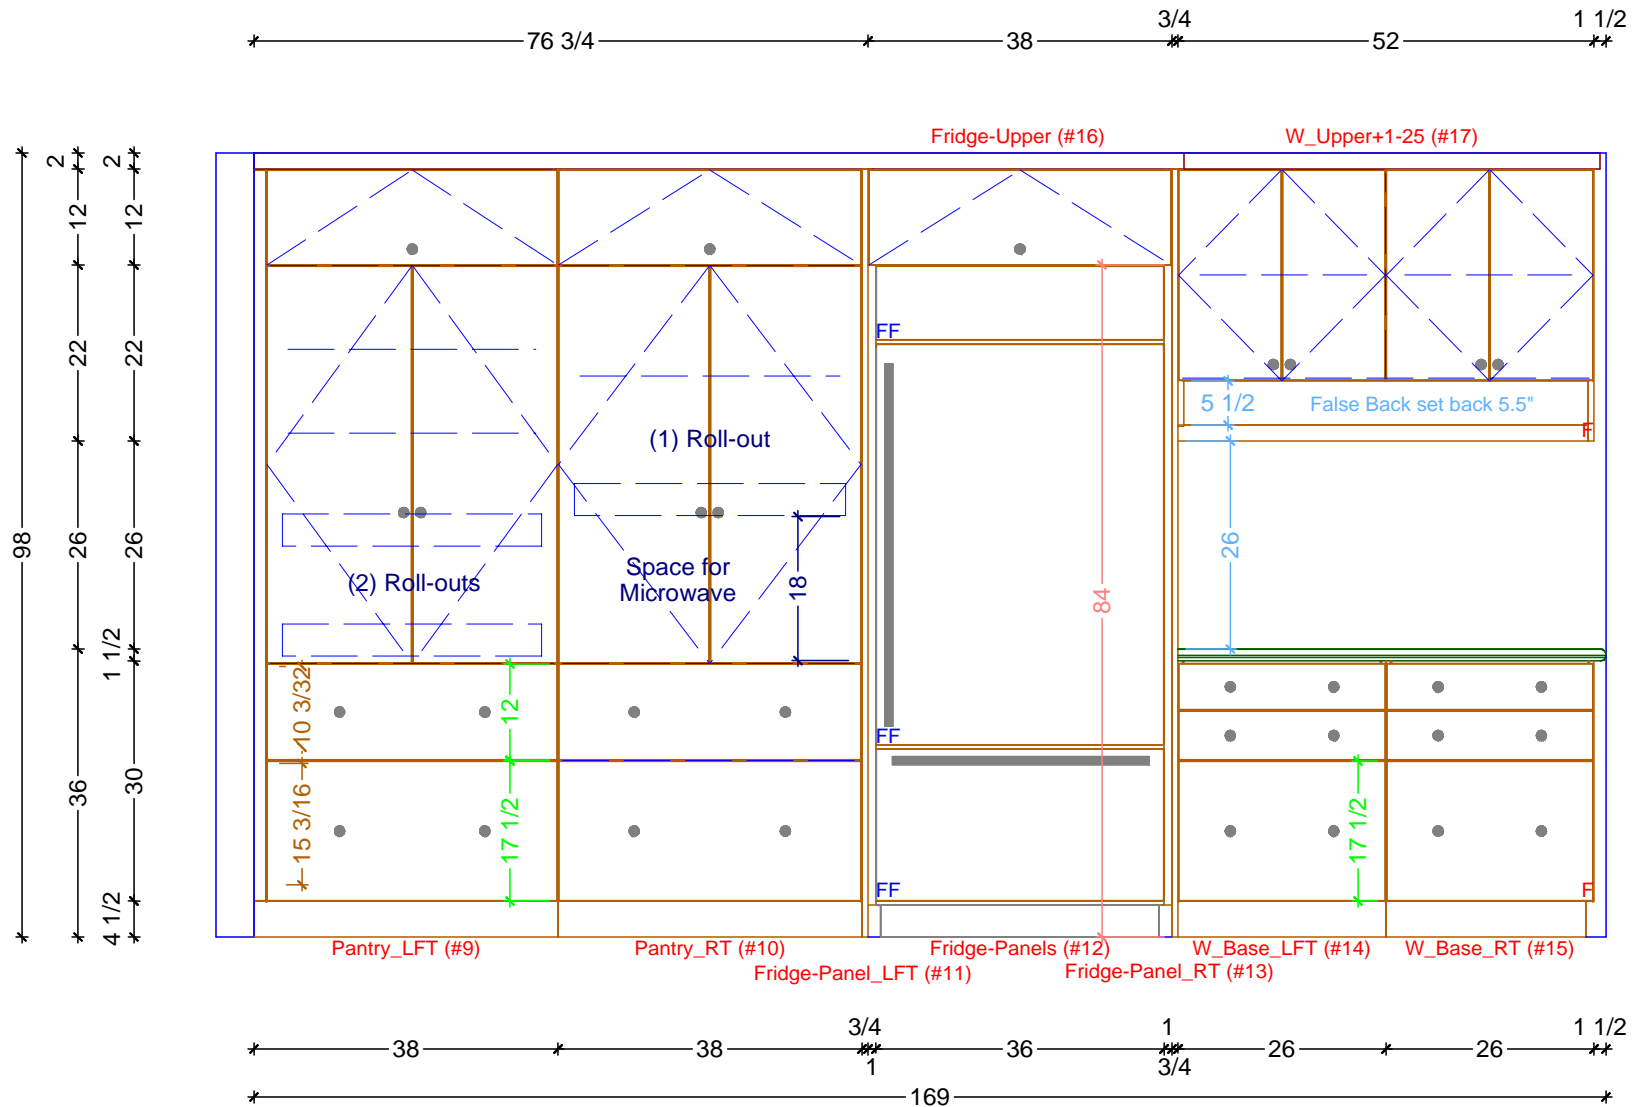 3/4
1 1/2
76 3/4
38
52
Fridge-Upper (#16)
W_Upper+1-25 (#17)
2
2
12
12
22
22
FF
5 1/2
False Back set back 5.5"
F
(1) Roll-out
98
26
26
26
Space for
Microwave
18
(2) Roll-outs
84
1 1/2
10 3/32
12
FF
36
30
15 3/16
17 1/2
17 1/2
FF
F
4 1/2
Pantry_LFT (#9)
Pantry_RT (#10)
Fridge-Panels (#12)
W_Base_LFT (#14)
W_Base_RT (#15)
Fridge-Panel_LFT (#11)
Fridge-Panel_RT (#13)
3/4
1
1 1/2
38
38
36
26
26
1
3/4
169